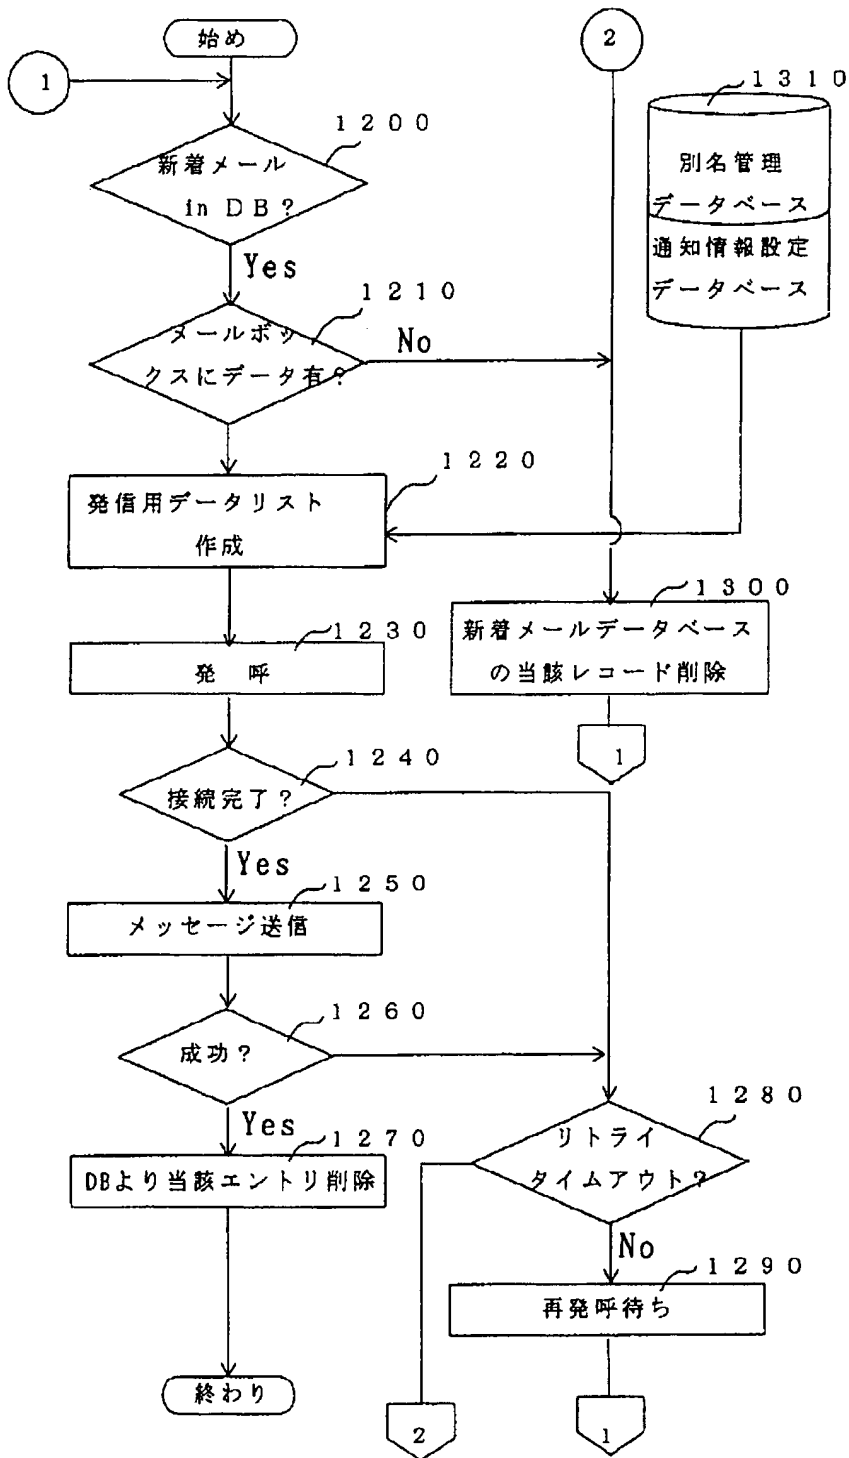 始め
1
2
1310
別名管理
データベース
通知情報設定
データベース
1200
新着メール
in DB?
Yes
1210
メールボッ
クスにデータ有?
No
1220
発信用データリスト
作成
1230
発 呼
1300
新着メールデータベース
の当該レコード削除
1
1240
接続完了?
Yes
1250
メッセージ送信
1260
成功?
Yes
1270
DBより当該エントリ削除
1280
リトライ
タイムアウト?
No
1290
再発呼待ち
終わり
2
1